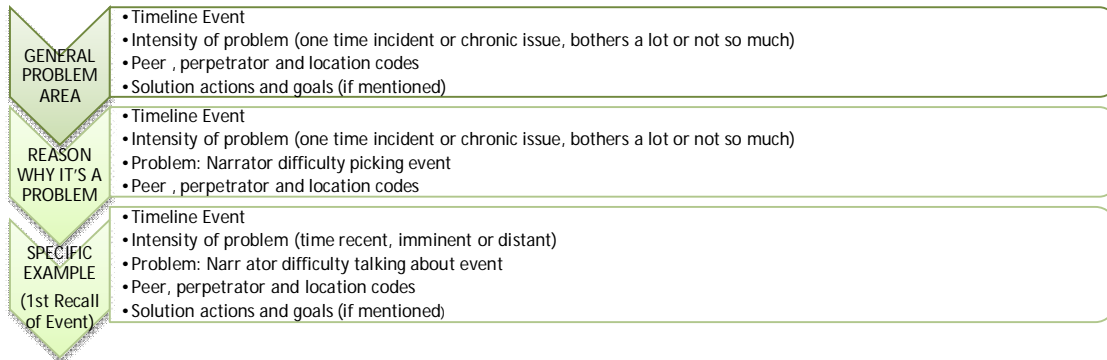 GENERAL
PROBLEM
AREA
•Timeline Event
•Intensity of problem (one time incident or chronic issue, bothers a lot or not so much)
•Peer , perpetrator and location codes
•Solution actions and goals (if mentioned)
REASON
WHY IT'S A
PROBLEM
•Timeline Event
•Intensity of problem (one time incident or chronic issue, bothers a lot or not so much)
•Problem: Narrator difficulty picking event
•Peer , perpetrator and location codes
SPECIFIC
EXAMPLE
(1st Recall
of Event)
•Timeline Event
•Intensity of problem (time recent, imminent or distant)
•Problem: Narr ator difficulty talking about event
•Peer, perpetrator and location codes
•Solution actions and goals (if mentioned)